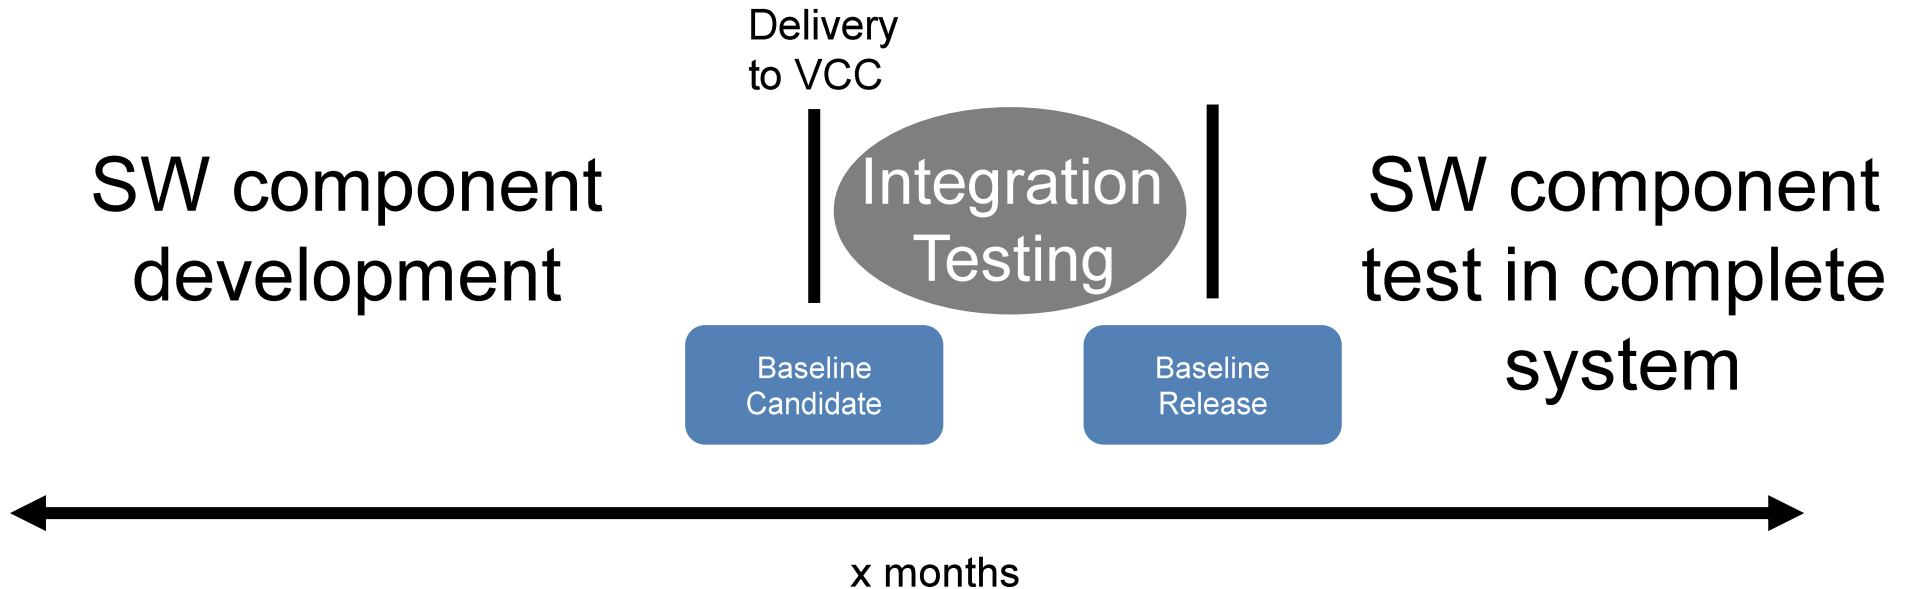 Delivery
to VCC
SW component
development
Integration
Testing
SW component
test in complete
system
Baseline
Candidate
Baseline
Release
x months